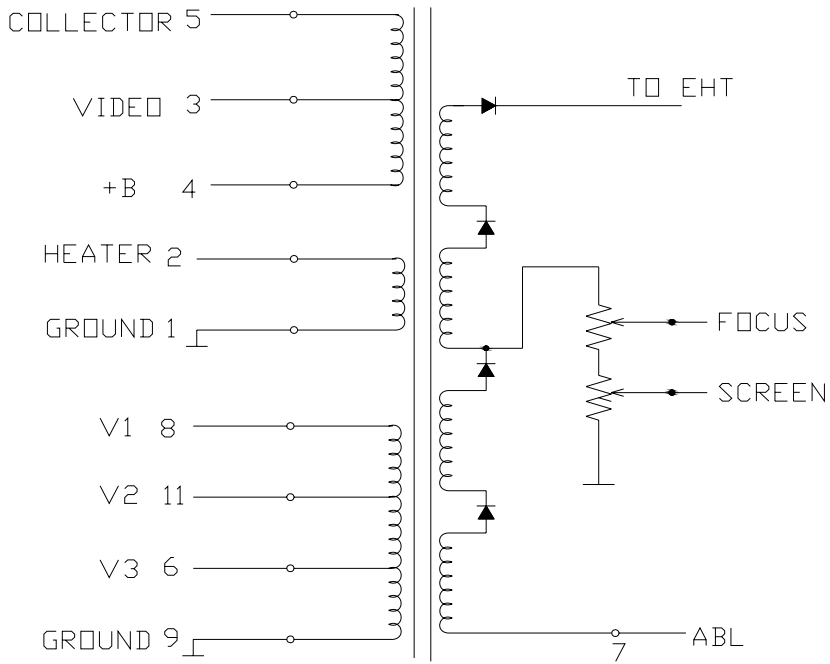 COLLECTOR 5
TO EHT
VIDEO 3
+B 4
HEATER 2
GROUND 1
FOCUS
SCREEN
V1 8
V2 11
V3 6
GROUND 9
ABL
7